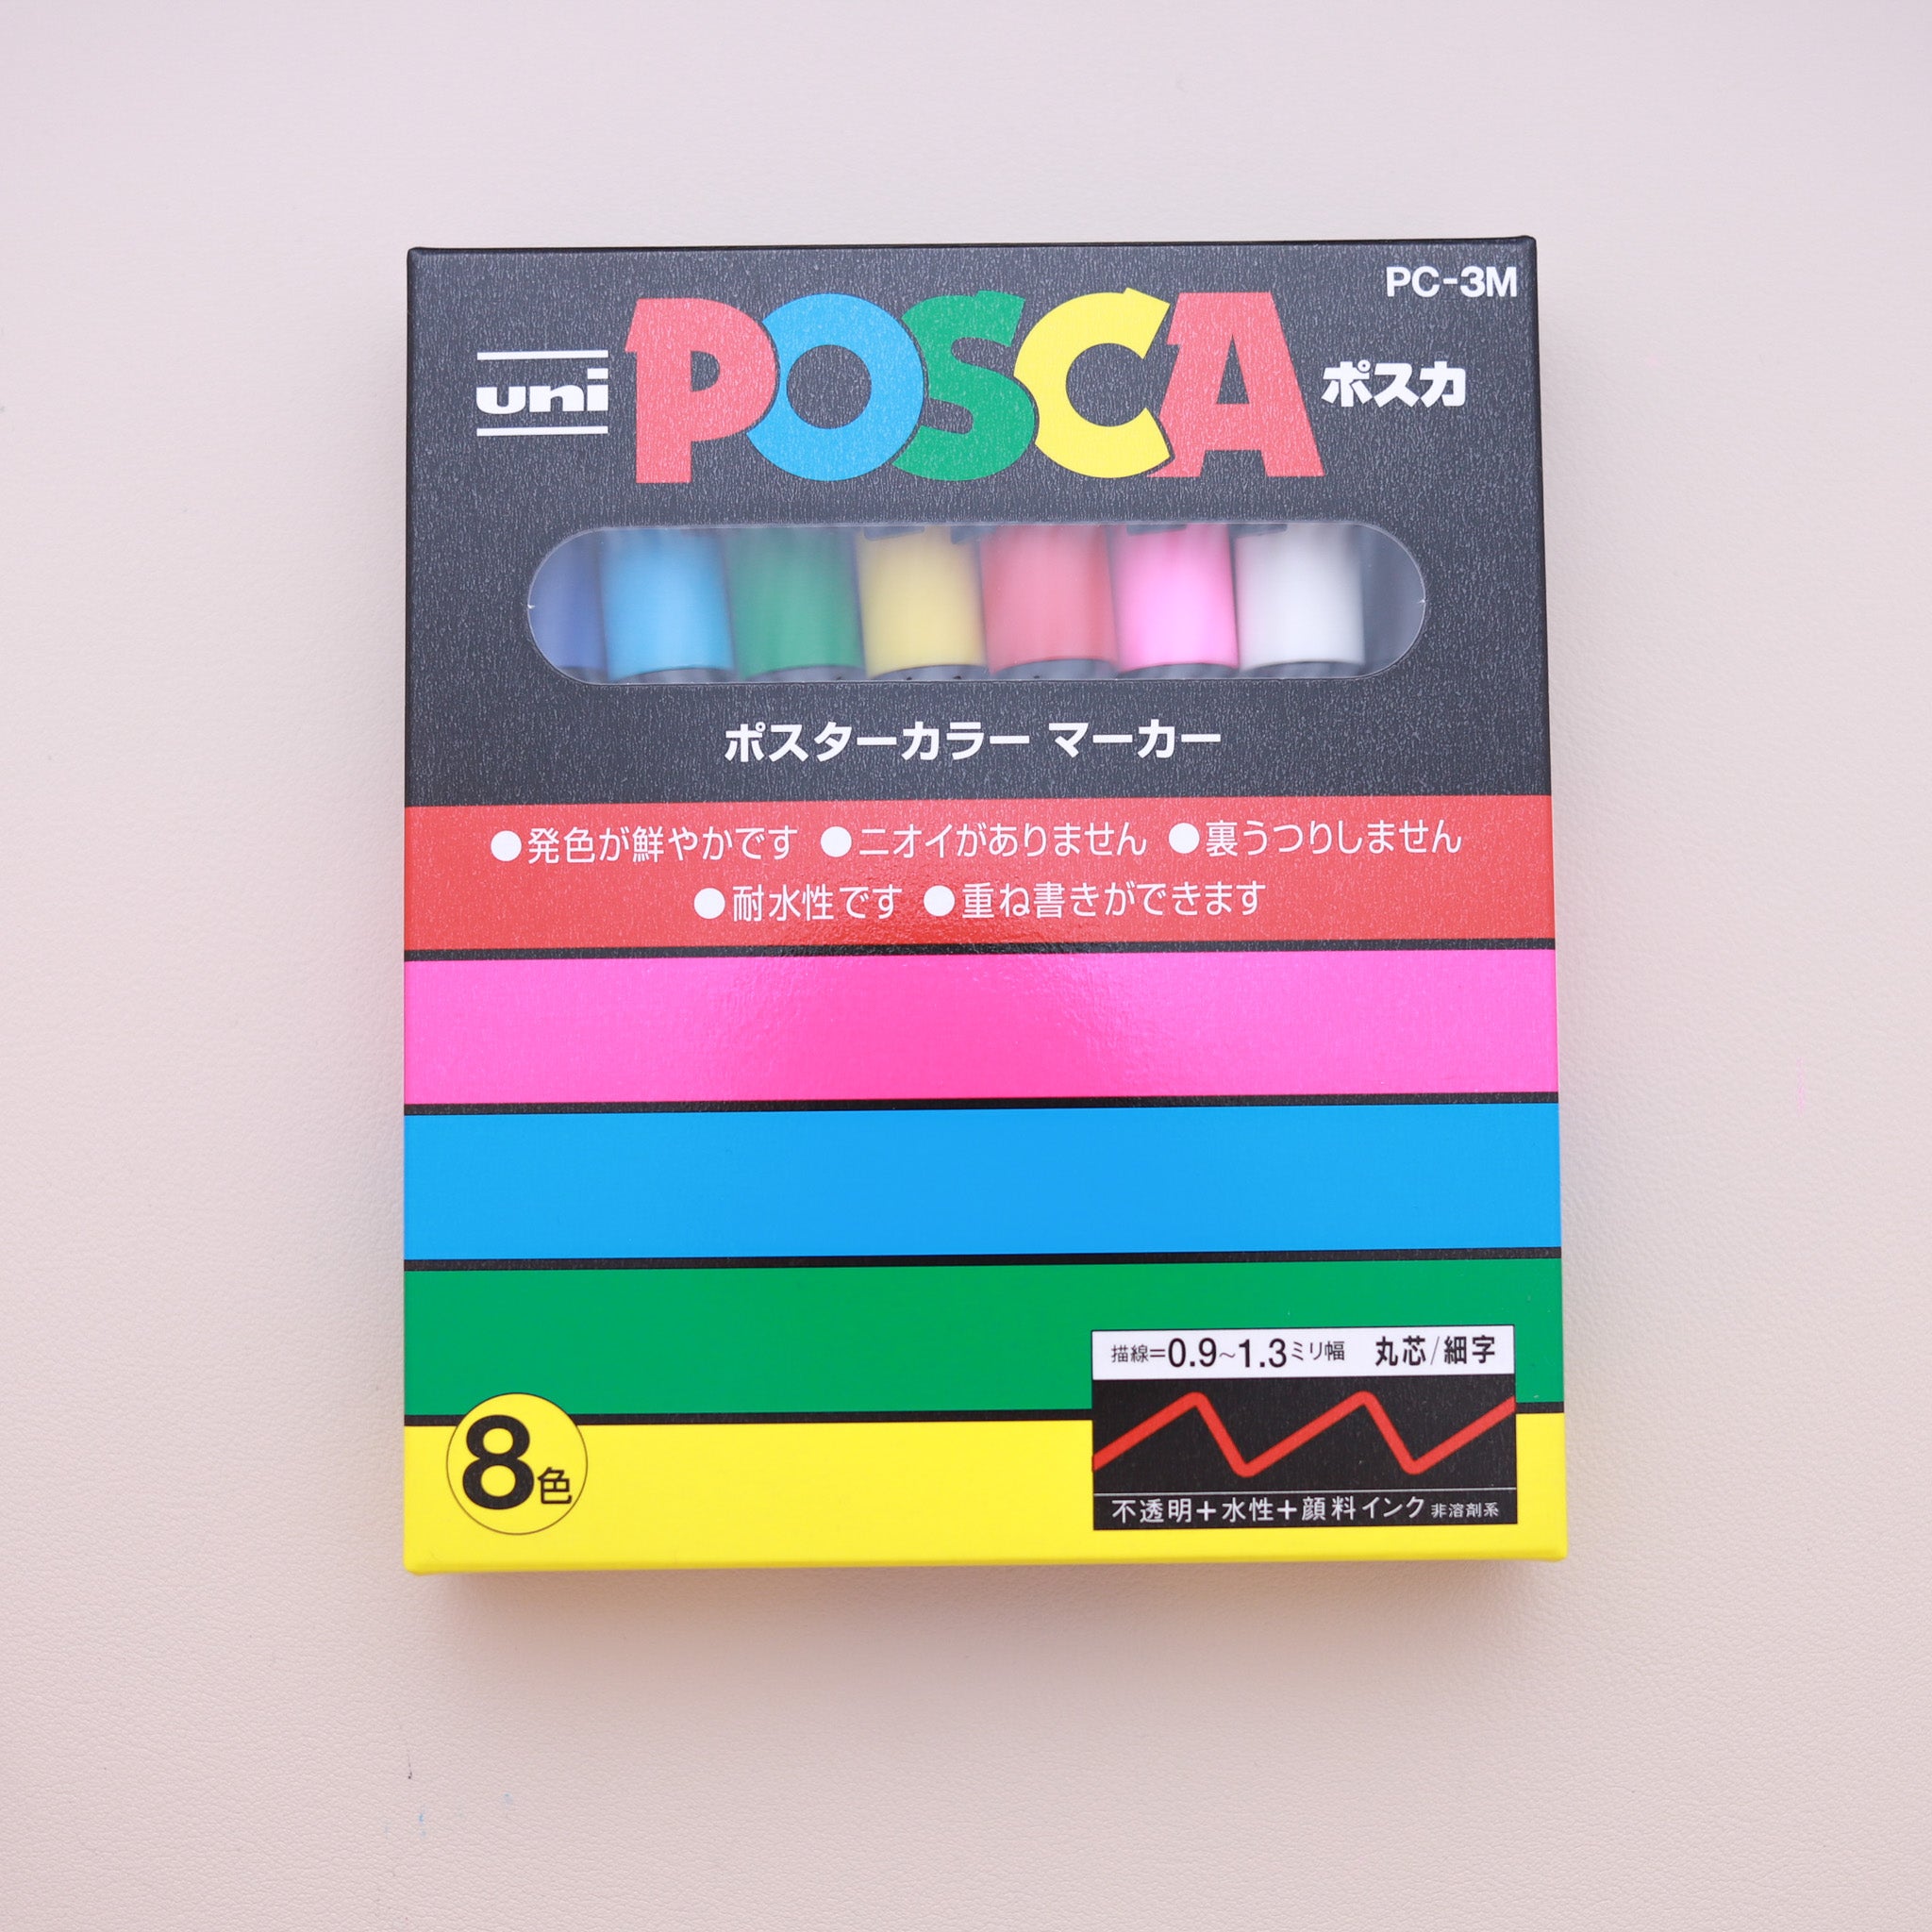 PC-3M
uni POSCA ポスカ
ポスターカラー マーカー
●発色が鮮やかです ●ニオイがありません ●裏うつりしません
●耐水性です ●重ね書きができます
描線=0.9~1.3ミリ幅 丸芯/細字
8色
不透明+水性+顔料インク 非溶剤系